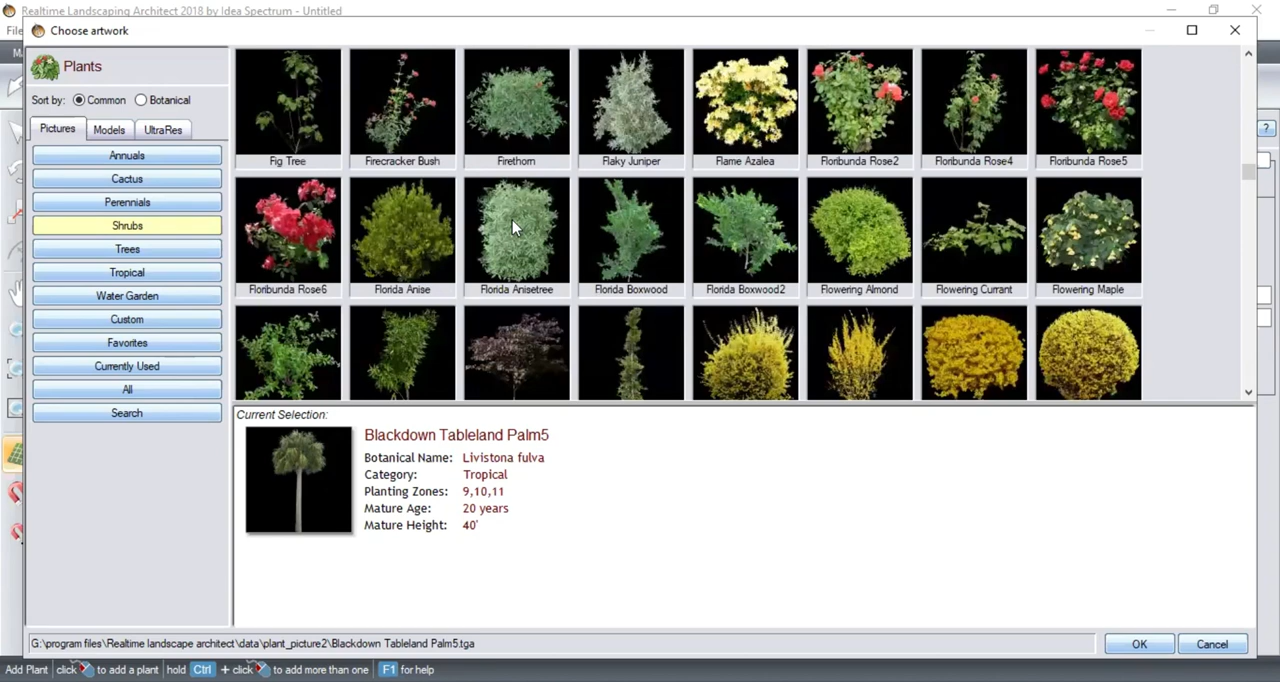 Realtime Landscaping Architect 2018 by Idea Spectrum - Untitled
File
Choose artwork
Plants
Sort by: Common Botanical
Pictures Models UltraRes
Annuals
Cactus
Perennials
Shrubs
Trees
Tropical
Water Garden
Custom
Favorites
Currently Used
All
Search
Fig Tree Firecracker Bush Firethorn Flaky Juniper Flame Azalea Floribunda Rose2 Floribunda Rose4 Floribunda Rose5
Floribunda Rose6 Florida Anise Florida Anisetree Florida Boxwood Florida Boxwood2 Flowering Almond Flowering Currant Flowering Maple
Current Selection:
Blackdown Tableland Palm5
Botanical Name: Livistona fulva
Category: Tropical
Planting Zones: 9,10,11
Mature Age: 20 years
Mature Height: 40'
G:\program files\Realtime landscape architect\data\plant_picture2\Blackdown Tableland Palm5.tga
OK Cancel
Add Plant click to add a plant hold Ctrl + click to add more than one F1 for help